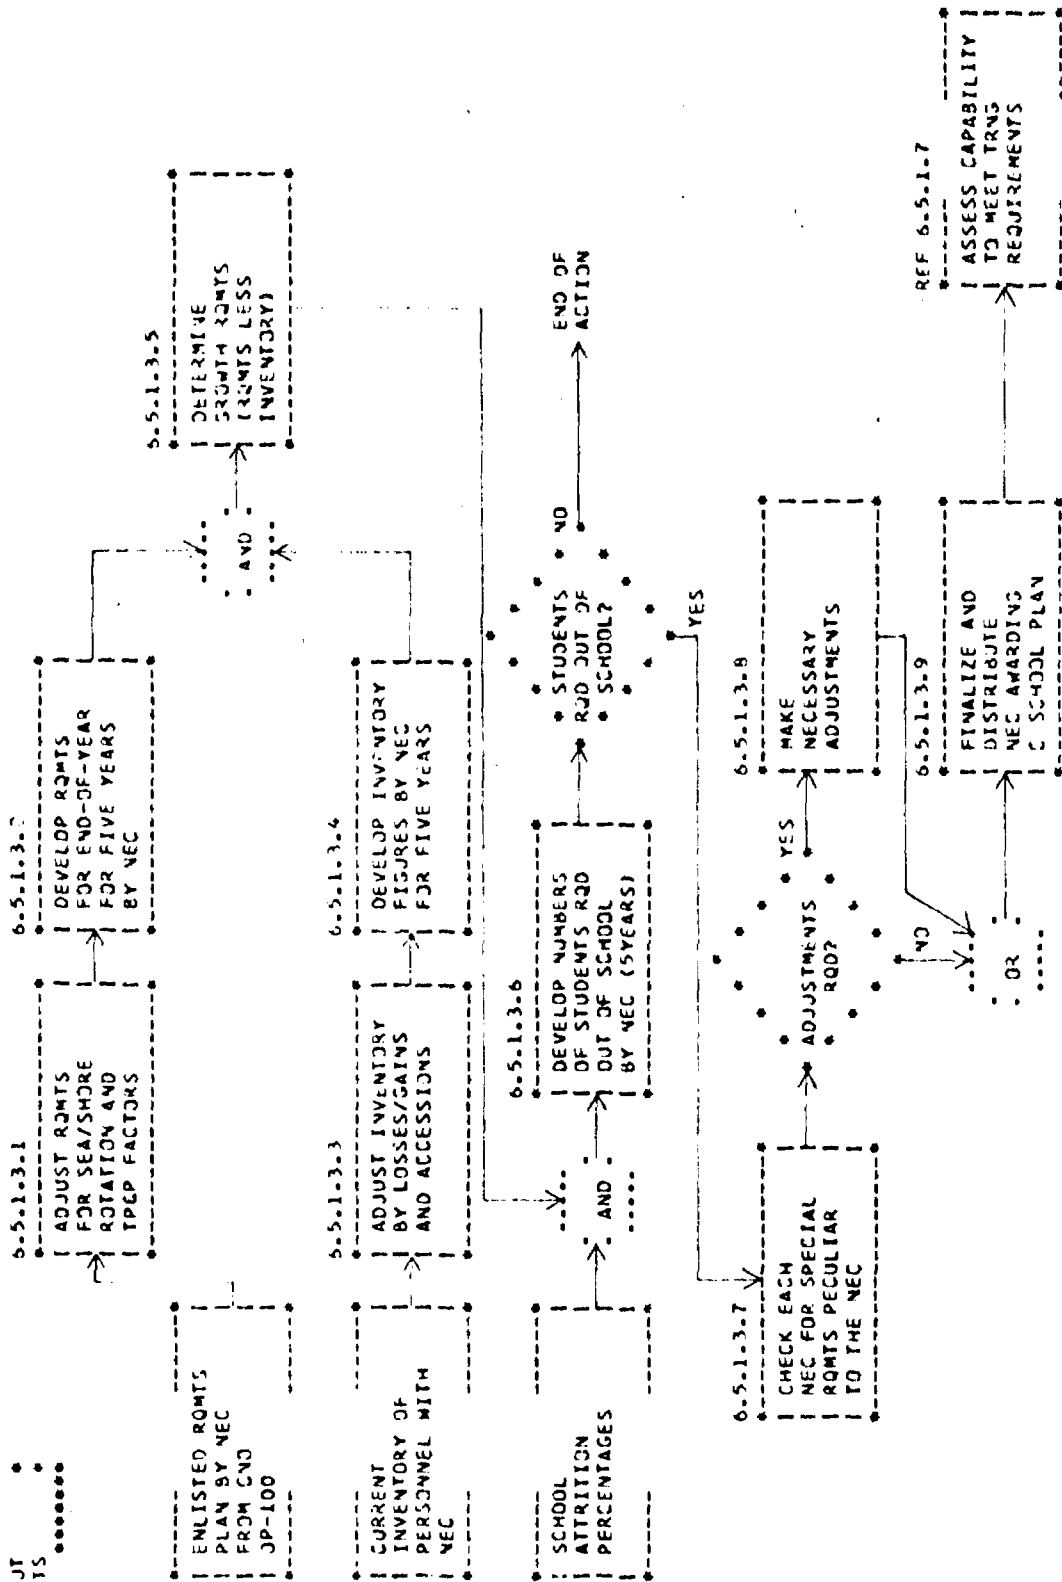 UT
TS
ENLISTED RQMTS
PLAN BY NEC
FROM CNO
OP-100
6.5.1.3.1
ADJUST RQMTS
FOR SEA/SHORE
ROTATION AND
TPEP FACTORS
6.5.1.3.2
DEVELOP RQMTS
FOR END-OF-YEAR
FOR FIVE YEARS
BY NEC
CURRENT
INVENTORY OF
PERSONNEL WITH
NEC
6.5.1.3.3
ADJUST INVENTORY
BY LOSSES/GAINS
AND ACCESSIONS
6.5.1.3.4
DEVELOP INVENTORY
FIGURES BY NEC
FOR FIVE YEARS
AND
6.5.1.3.5
DETERMINE
GROWTH RQMTS
(RQMTS LESS
INVENTORY)
SCHOOL
ATTRITION
PERCENTAGES
AND
6.5.1.3.6
DEVELOP NUMBERS
OF STUDENTS RQD
OUT OF SCHOOL
BY NEC (5YEARS)
STUDENTS
RQD OUT OF
SCHOOL?
NO
END OF
ACTION
YES
6.5.1.3.7
CHECK EACH
NEC FOR SPECIAL
RQMTS PECULIAR
TO THE NEC
ADJUSTMENTS
RQD?
YES
NO
6.5.1.3.8
MAKE
NECESSARY
ADJUSTMENTS
OR
6.5.1.3.9
FINALIZE AND
DISTRIBUTE
NEC AWARDING
C SCHOOL PLAN
REF 6.5.1.7
ASSESS CAPABILITY
TO MEET TRNG
REQUIREMENTS